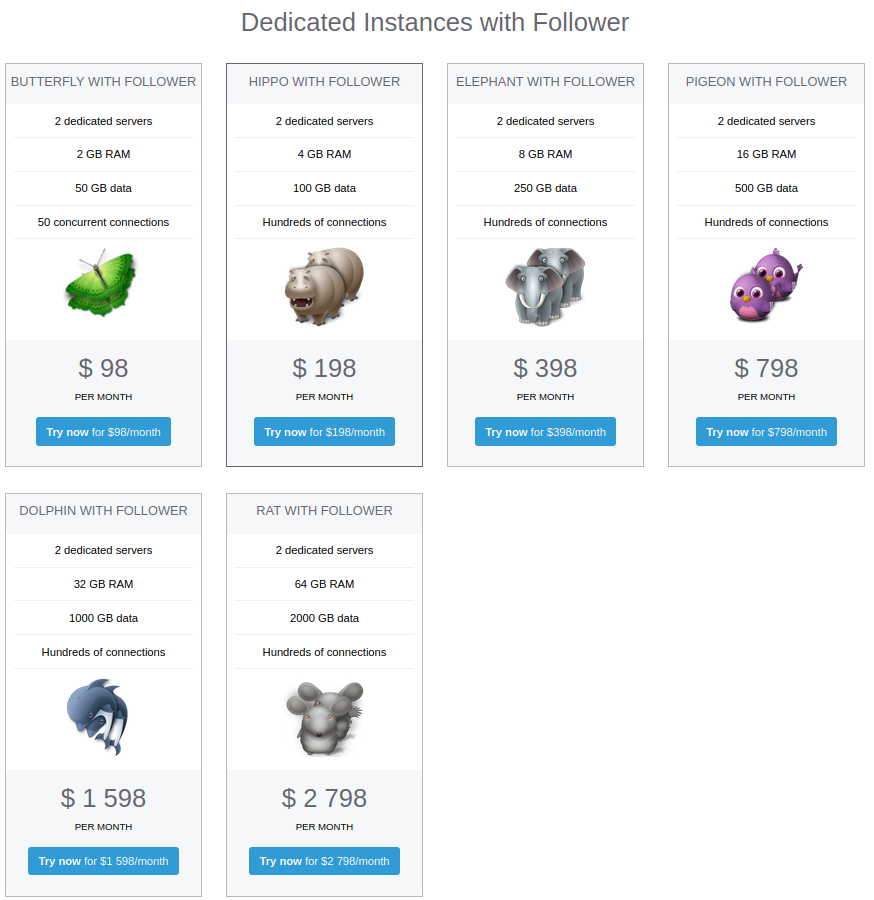 Dedicated Instances with Follower
BUTTERFLY WITH FOLLOWER
2 dedicated servers
2 GB RAM
50 GB data
50 concurrent connections
$ 98
PER MONTH
Try now for $98/month
HIPPO WITH FOLLOWER
2 dedicated servers
4 GB RAM
100 GB data
Hundreds of connections
$ 198
PER MONTH
Try now for $198/month
ELEPHANT WITH FOLLOWER
2 dedicated servers
8 GB RAM
250 GB data
Hundreds of connections
$ 398
PER MONTH
Try now for $398/month
PIGEON WITH FOLLOWER
2 dedicated servers
16 GB RAM
500 GB data
Hundreds of connections
$ 798
PER MONTH
Try now for $798/month
DOLPHIN WITH FOLLOWER
2 dedicated servers
32 GB RAM
1000 GB data
Hundreds of connections
$ 1 598
PER MONTH
Try now for $1 598/month
RAT WITH FOLLOWER
2 dedicated servers
64 GB RAM
2000 GB data
Hundreds of connections
$ 2 798
PER MONTH
Try now for $2 798/month